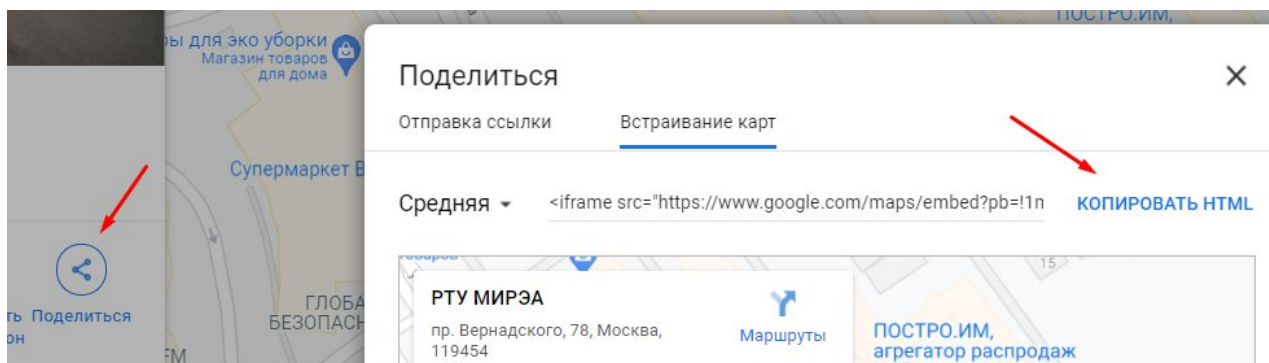 ПОСТРО.ИМ,
ры для эко уборки
Магазин товаров
для дома
Супермаркет В
ГЛОБА
БЕЗОПАСН
ть Поделиться
он
ЕМ
Поделиться
Отправка ссылки Встраивание карт
Средняя <iframe src="https://www.google.com/maps/embed?pb=!1n КОПИРОВАТЬ HTML
товаров
15
РТУ МИРЭА
пр. Вернадского, 78, Москва,
119454
Маршруты
ПОСТРО.ИМ,
агрегатор распродаж